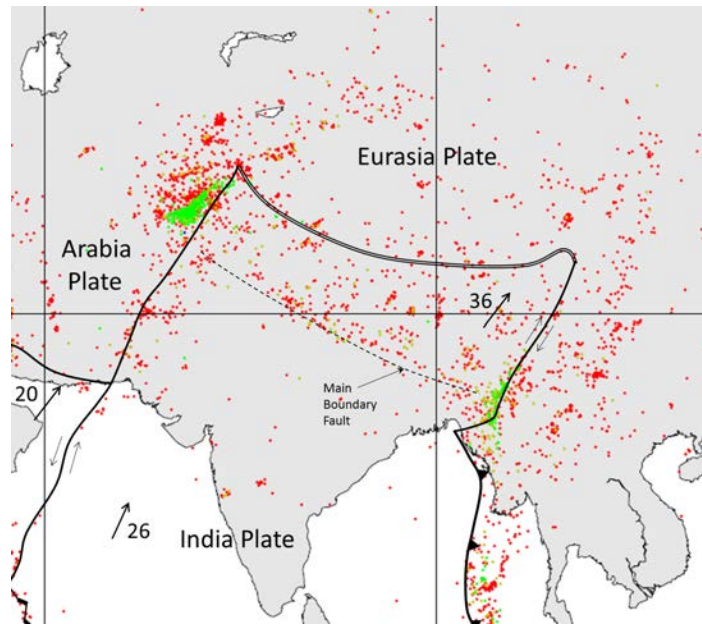 Eurasia Plate
Arabia
Plate
36
Main
Boundary
Fault
20
26
India Plate